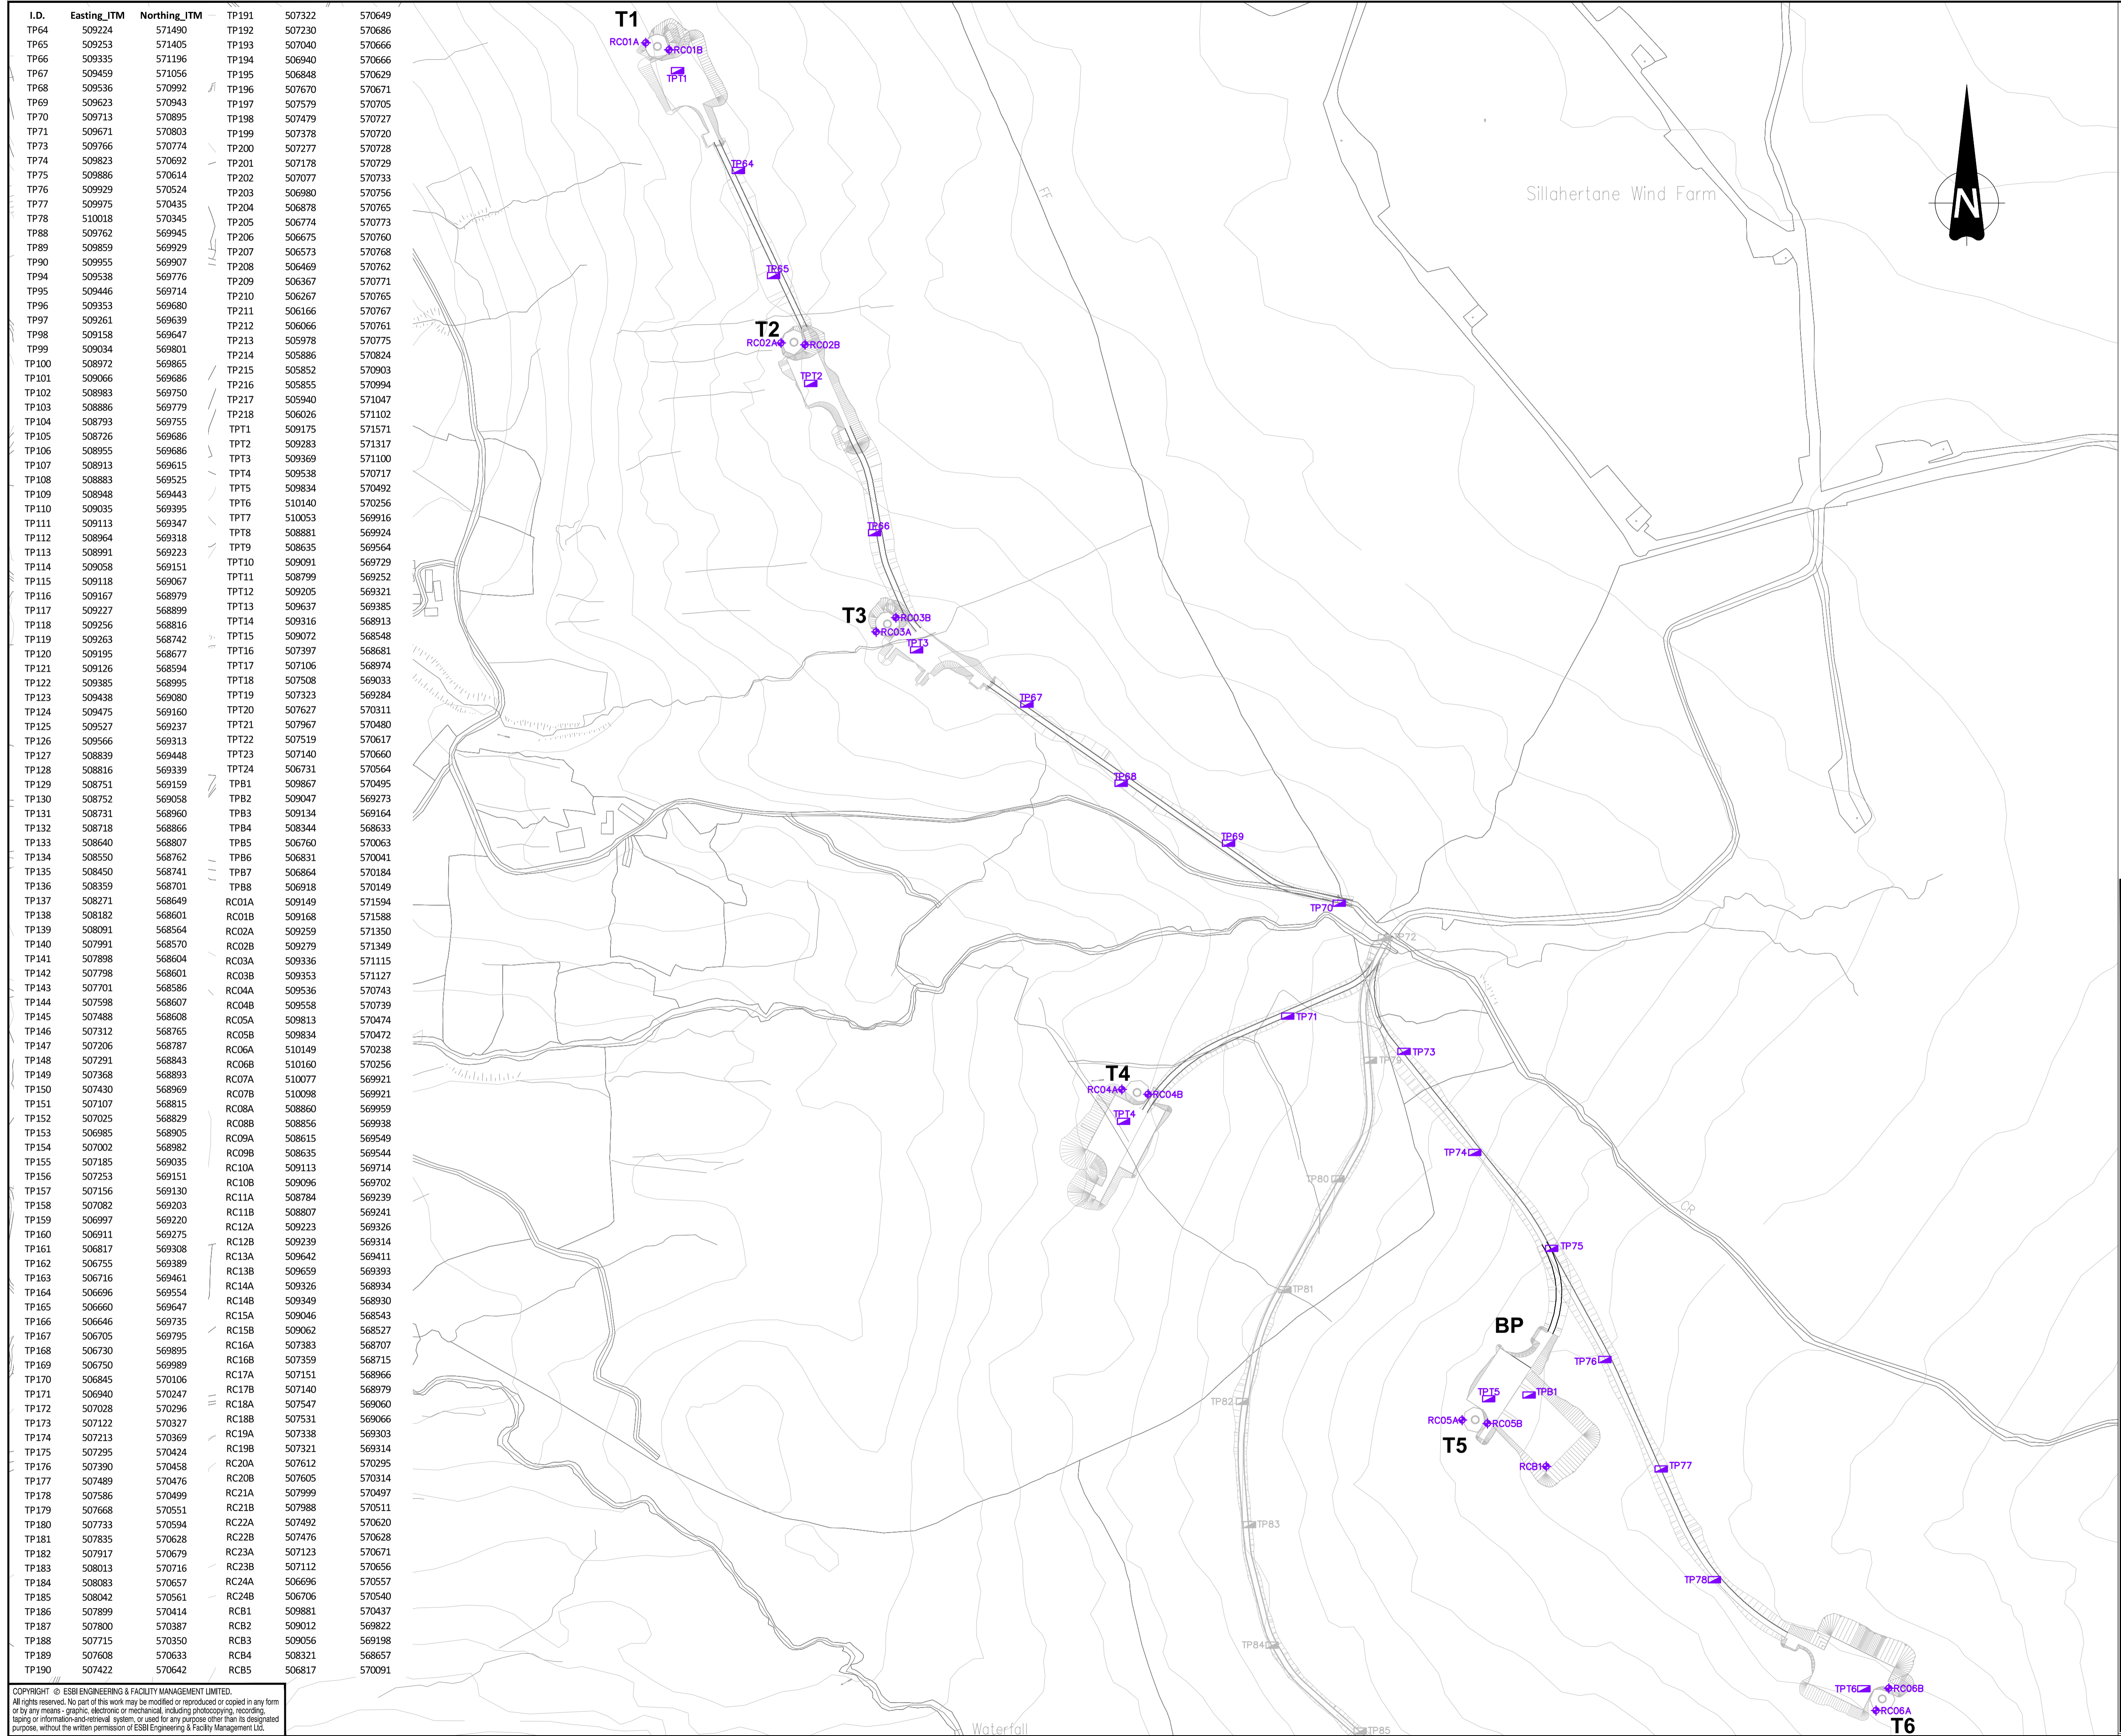 I.D. Easting_ITM Northing_ITM
TP64 509224 571490
TP65 509253 571405
TP66 509335 571196
TP67 509459 571056
TP68 509536 570992
TP69 509623 570943
TP70 509713 570895
TP71 509671 570803
TP73 509766 570774
TP74 509823 570692
TP75 509886 570614
TP76 509929 570524
TP77 509975 570435
TP78 510018 570345
TP88 509762 569945
TP89 509859 569929
TP90 509955 569907
TP94 509538 569776
TP95 509446 569714
TP96 509353 569680
TP97 509261 569639
TP98 509158 569647
TP99 509034 569801
TP100 508972 569865
TP101 509066 569686
TP102 508983 569750
TP103 508886 569779
TP104 508793 569755
TP105 508726 569686
TP106 508955 569686
TP107 508913 569615
TP108 508883 569525
TP109 508948 569443
TP110 509035 569395
TP111 509113 569347
TP112 508964 569318
TP113 508991 569223
TP114 509058 569151
TP115 509118 569067
TP116 509167 568979
TP117 509227 568899
TP118 509256 568816
TP119 509263 568742
TP120 509195 568677
TP121 509126 568594
TP122 509385 568995
TP123 509438 569080
TP124 509475 569160
TP125 509527 569237
TP126 509566 569313
TP127 508839 569448
TP128 508816 569339
TP129 508751 569159
TP130 508752 569058
TP131 508731 568960
TP132 508718 568866
TP133 508640 568807
TP134 508550 568762
TP135 508450 568741
TP136 508359 568701
TP137 508271 568649
TP138 508182 568601
TP139 508091 568564
TP140 507991 568570
TP141 507898 568604
TP142 507798 568601
TP143 507701 568586
TP144 507598 568607
TP145 507488 568608
TP146 507312 568765
TP147 507206 568787
TP148 507291 568843
TP149 507368 568893
TP150 507430 568969
TP151 507107 568815
TP152 507025 568829
TP153 506985 568905
TP154 507002 568982
TP155 507185 569035
TP156 507253 569151
TP157 507156 569130
TP158 507082 569203
TP159 506997 569220
TP160 506911 569275
TP161 506817 569308
TP162 506755 569389
TP163 506716 569461
TP164 506696 569554
TP165 506660 569647
TP166 506646 569735
TP167 506705 569795
TP168 506730 569895
TP169 506750 569989
TP170 506845 570106
TP171 506940 570247
TP172 507028 570296
TP173 507122 570327
TP174 507213 570369
TP175 507295 570424
TP176 507390 570458
TP177 507489 570476
TP178 507586 570499
TP179 507668 570551
TP180 507733 570594
TP181 507835 570628
TP182 507917 570679
TP183 508013 570716
TP184 508083 570657
TP185 508042 570561
TP186 507899 570414
TP187 507800 570387
TP188 507715 570350
TP189 507608 570633
TP190 507422 570642
TP191 507322 570649
TP192 507230 570686
TP193 507040 570666
TP194 506940 570666
TP195 506848 570629
TP196 507670 570671
TP197 507579 570705
TP198 507479 570727
TP199 507378 570720
TP200 507277 570728
TP201 507178 570729
TP202 507077 570733
TP203 506980 570756
TP204 506878 570765
TP205 506774 570773
TP206 506675 570760
TP207 506573 570768
TP208 506469 570762
TP209 506367 570771
TP210 506267 570765
TP211 506166 570767
TP212 506066 570761
TP213 505978 570775
TP214 505886 570824
TP215 505852 570903
TP216 505855 570994
TP217 505940 571047
TP218 506026 571102
TPT1 509175 571571
TPT2 509283 571317
TPT3 509369 571100
TPT4 509538 570717
TPT5 509834 570492
TPT6 510140 570256
TPT7 510053 569916
TPT8 508881 569924
TPT9 508635 569564
TPT10 509091 569729
TPT11 508799 569252
TPT12 509205 569321
TPT13 509637 569385
TPT14 509316 568913
TPT15 509072 568548
TPT16 507397 568681
TPT17 507106 568974
TPT18 507508 569033
TPT19 507323 569284
TPT20 507627 570311
TPT21 507967 570480
TPT22 507519 570617
TPT23 507140 570660
TPT24 506731 570564
TPB1 509867 570495
TPB2 509047 569273
TPB3 509134 569164
TPB4 508344 568633
TPB5 506760 570063
TPB6 506831 570041
TPB7 506864 570184
TPB8 506918 570149
RC01A 509149 571594
RC01B 509168 571588
RC02A 509259 571350
RC02B 509279 571349
RC03A 509336 571115
RC03B 509353 571127
RC04A 509536 570743
RC04B 509558 570739
RC05A 509813 570474
RC05B 509834 570472
RC06A 510149 570238
RC06B 510160 570256
RC07A 510077 569921
RC07B 510098 569921
RC08A 508860 569959
RC08B 508856 569938
RC09A 508615 569549
RC09B 508635 569544
RC10A 509113 569714
RC10B 509096 569702
RC11A 508784 569239
RC11B 508807 569241
RC12A 509223 569326
RC12B 509239 569314
RC13A 509642 569411
RC13B 509659 569393
RC14A 509326 568934
RC14B 509349 568930
RC15A 509046 568543
RC15B 509062 568527
RC16A 507383 568707
RC16B 507359 568715
RC17A 507151 568966
RC17B 507140 568979
RC18A 507547 569060
RC18B 507531 569066
RC19A 507338 569303
RC19B 507321 569314
RC20A 507612 570295
RC20B 507605 570314
RC21A 507999 570497
RC21B 507988 570511
RC22A 507492 570620
RC22B 507476 570628
RC23A 507123 570671
RC23B 507112 570656
RC24A 506696 570557
RC24B 506706 570540
RCB1 509881 570437
RCB2 509012 569822
RCB3 509056 569198
RCB4 508321 568657
RCB5 506817 570091
T1
RC01A
RC01B
TPT1
TP64
FF
Sillahertane Wind Farm
N
TP65
T2
RC02A
RC02B
TPT2
TP66
T3
RC03B
RC03A
TPT3
TP67
TP68
TP69
TP70
TP72
TP71
TP73
TP79
T4
RC04A
RC04B
TPT4
TP74
TP80
CR
TP75
TP81
BP
TP76
TPT5
TPB1
TP82
RC05A
RC05B
T5
RCB1
TP77
TP83
TP78
TP84
TPT6
RC06B
RC06A
T6
Waterfall
TP85
COPYRIGHT © ESBI ENGINEERING & FACILITY MANAGEMENT LIMITED.
All rights reserved. No part of this work may be modified or reproduced or copied in any form
or by any means - graphic, electronic or mechanical, including photocopying, recording,
taping or information-and-retrieval system, or used for any purpose other than its designated
purpose, without the written permission of ESBI Engineering & Facility Management Ltd.